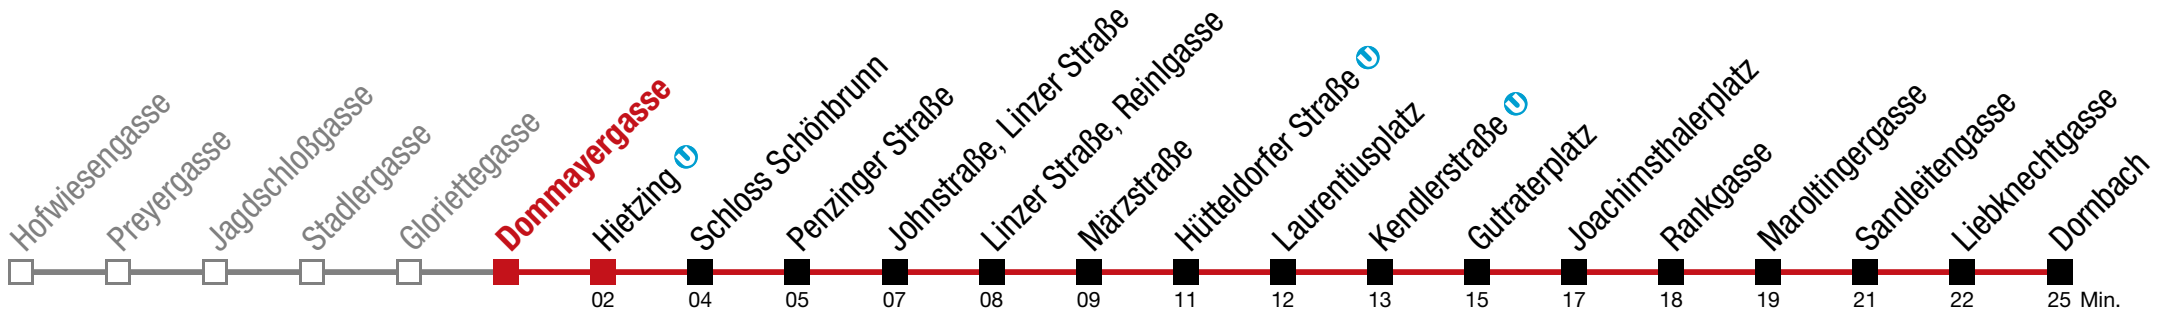 Hofwiesengasse
Preyergasse
Jagdschloßgasse
Stadlergasse
Gloriettegasse
Dommayergasse
Hietzing U
Schloss Schönbrunn
Penzinger Straße
Johnstraße, Linzer Straße
Linzer Straße, Reinlgasse
Märzstraße
Hütteldorfer Straße U
Laurentiusplatz
Kendlerstraße U
Gutraterplatz
Joachimsthalerplatz
Rankgasse
Maroltingergasse
Sandleitengasse
Liebknechtgasse
Dornbach
02 04 05 07 08 09 11 12 13 15 17 18 19 21 22 25 Min.